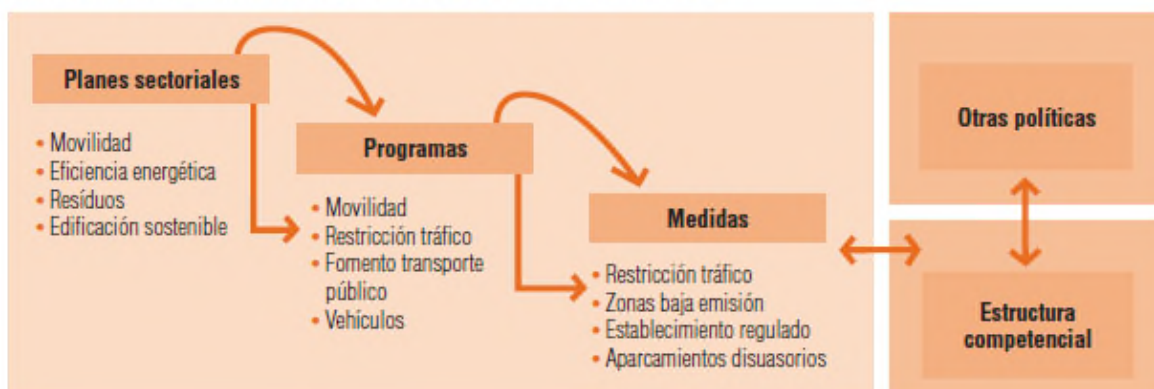 Planes sectoriales
• Movilidad
• Eficiencia energética
• Resíduos
• Edificación sostenible
Programas
• Movilidad
• Restricción tráfico
• Fomento transporte
público
• Vehículos
Medidas
• Restricción tráfico
• Zonas baja emisión
• Establecimiento regulado
• Aparcamientos disuasorios
Otras políticas
Estructura
competencial